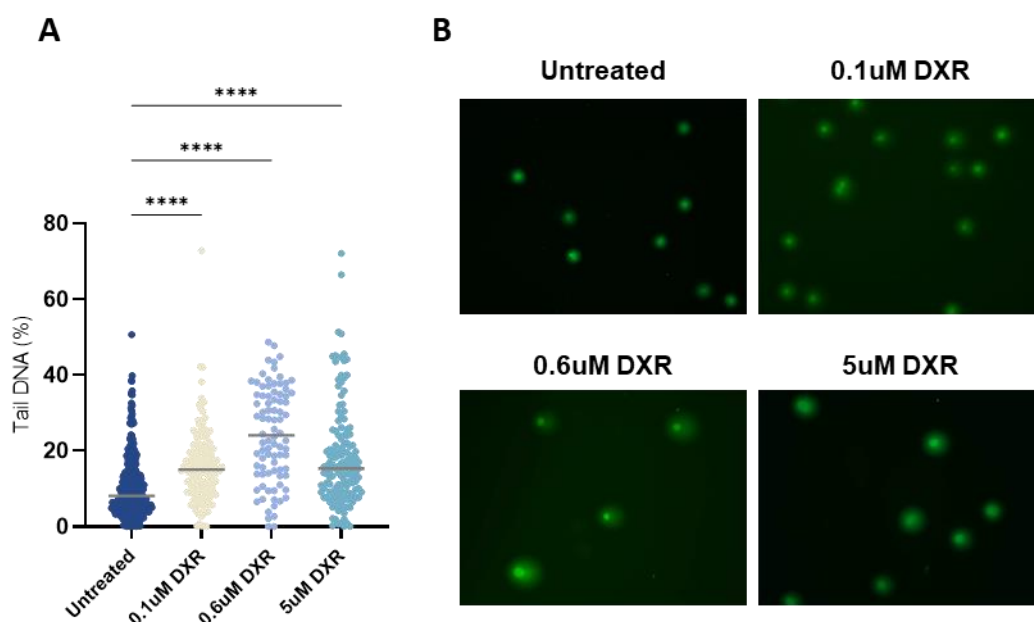 A
****
****
****
80
60
40
20
0
Tail DNA (%)
Untreated
0.1uM DXR
0.6uM DXR
5uM DXR
B
Untreated
0.1uM DXR
0.6uM DXR
5uM DXR